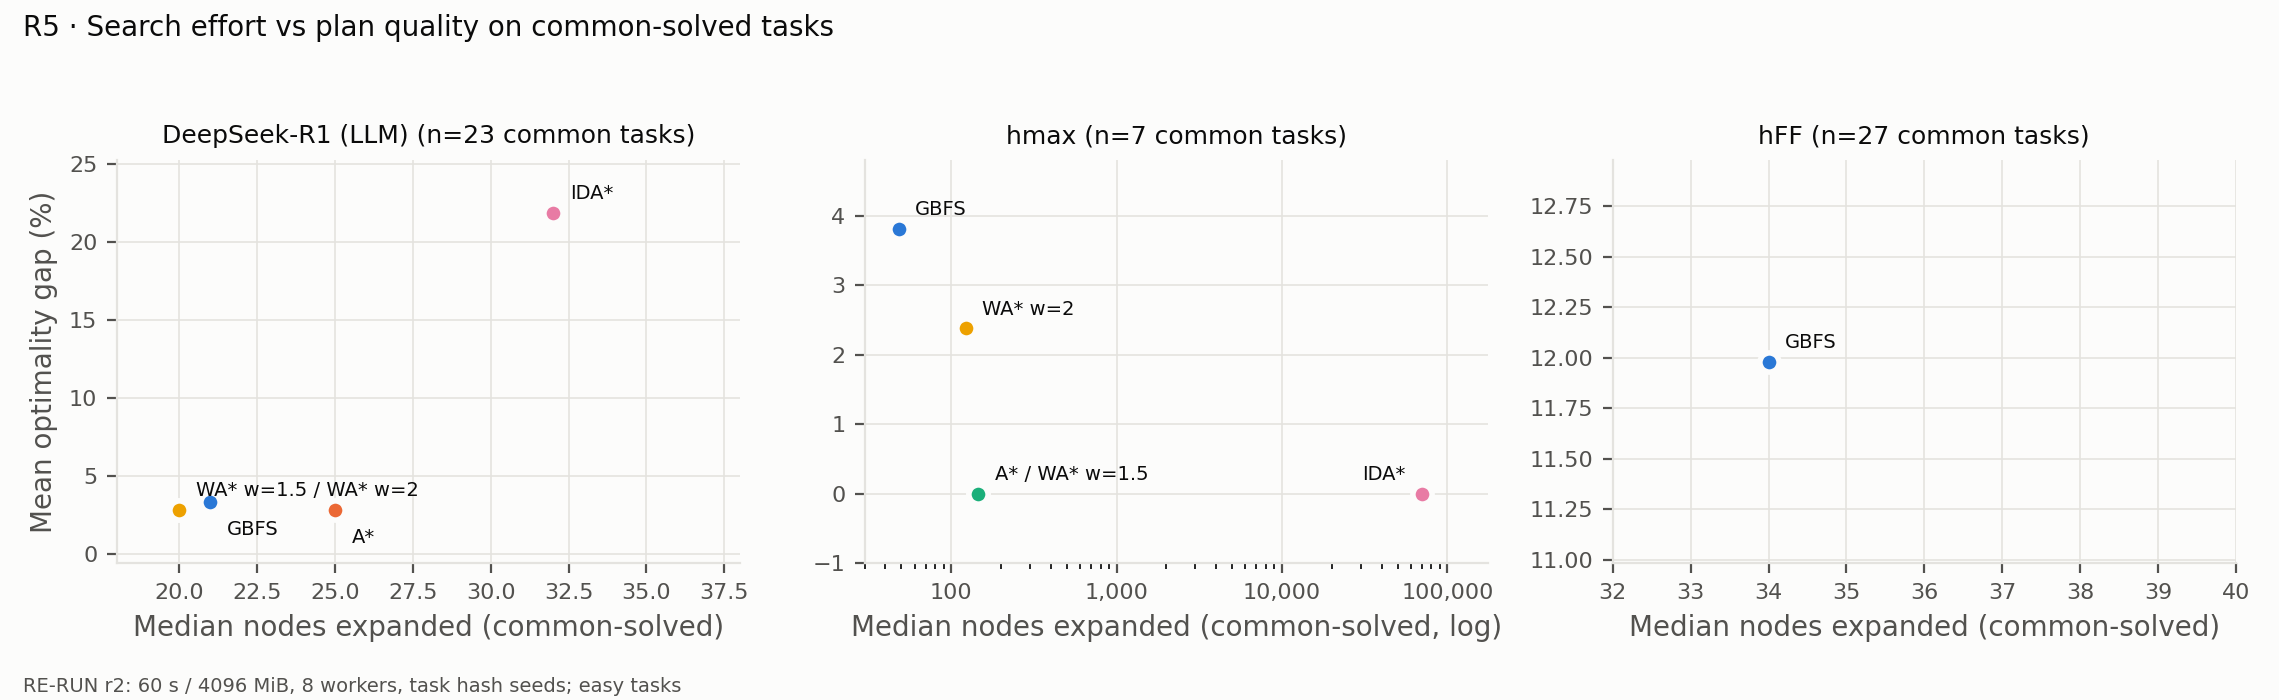 R5 · Search effort vs plan quality on common-solved tasks
DeepSeek-R1 (LLM) (n=23 common tasks)
Mean optimality gap (%)
25
20
15
10
5
0
IDA*
WA* w=1.5 / WA* w=2
GBFS
A*
20.0 22.5 25.0 27.5 30.0 32.5 35.0 37.5
Median nodes expanded (common-solved)
hmax (n=7 common tasks)
4
3
2
1
0
−1
GBFS
WA* w=2
A* / WA* w=1.5
IDA*
100 1,000 10,000 100,000
Median nodes expanded (common-solved, log)
hFF (n=27 common tasks)
12.75
12.50
12.25
12.00
11.75
11.50
11.25
11.00
GBFS
32 33 34 35 36 37 38 39 40
Median nodes expanded (common-solved)
RE-RUN r2: 60 s / 4096 MiB, 8 workers, task hash seeds; easy tasks